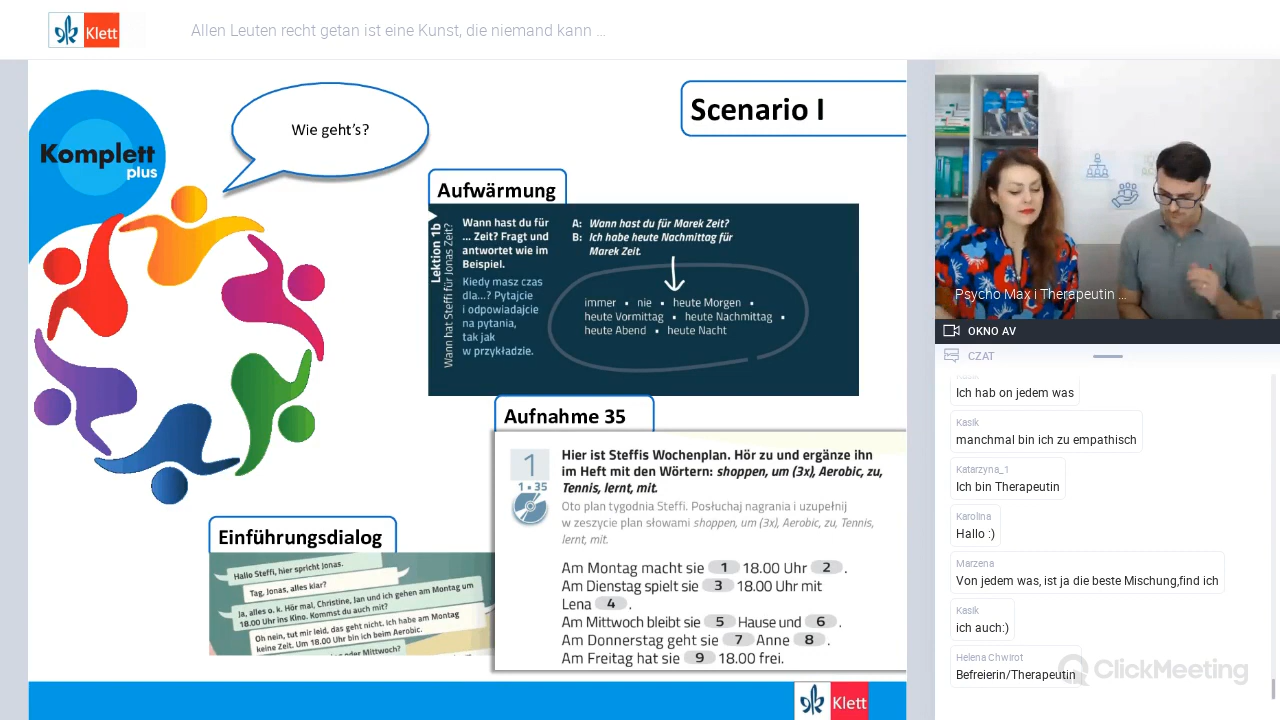 Klett
Allen Leuten recht getan ist eine Kunst, die niemand kann ...
Komplett
plus
Wie geht's?
Scenario I
Aufwärmung
Lektion 1b
Wann hat Steffi für Jonas Zeit?
Wann hast du für
... Zeit? Fragt und
antwortet wie im
Beispiel.
Kiedy masz czas
dla...? Pytajcie
i odpowiadajcie
na pytania,
tak jak
w przykładzie.
A: Wann hast du für Marek Zeit?
B: Ich habe heute Nachmittag für
Marek Zeit.
immer ▪ nie ▪ heute Morgen ▪
heute Vormittag ▪ heute Nachmittag ▪
heute Abend ▪ heute Nacht
Aufnahme 35
1
1 ▪ 35
Hier ist Steffis Wochenplan. Hör zu und ergänze ihn
im Heft mit den Wörtern: shoppen, um (3x), Aerobic, zu,
Tennis, lernt, mit.
Oto plan tygodnia Steffi. Posłuchaj nagrania i uzupełnij
w zeszycie plan słowami shoppen, um (3x), Aerobic, zu, Tennis,
lernt, mit.
Am Montag macht sie 1 18.00 Uhr 2 .
Am Dienstag spielt sie 3 18.00 Uhr mit
Lena 4 .
Am Mittwoch bleibt sie 5 Hause und 6 .
Am Donnerstag geht sie 7 Anne 8 .
Am Freitag hat sie 9 18.00 frei.
Einführungsdialog
Hallo Steffi, hier spricht Jonas.
Tag, Jonas, alles klar?
Ja, alles o. k. Hör mal, Christine, Jan und ich gehen am Montag um
18.00 Uhr ins Kino. Kommst du auch mit?
Oh nein, tut mir leid, das geht nicht. Ich habe am Montag
keine Zeit. Um 18.00 Uhr bin ich beim Aerobic.
oder Mittwoch?
Klett
Psycho Max i Therapeutin ...
OKNO AV
CZAT
Ich hab on jedem was
Kasik
manchmal bin ich zu empathisch
Katarzyna_1
Ich bin Therapeutin
Karolina
Hallo :)
Marzena
Von jedem was, ist ja die beste Mischung,find ich
Kasik
ich auch:)
Helena Chwirot
Befreierin/Therapeutin
ClickMeeting